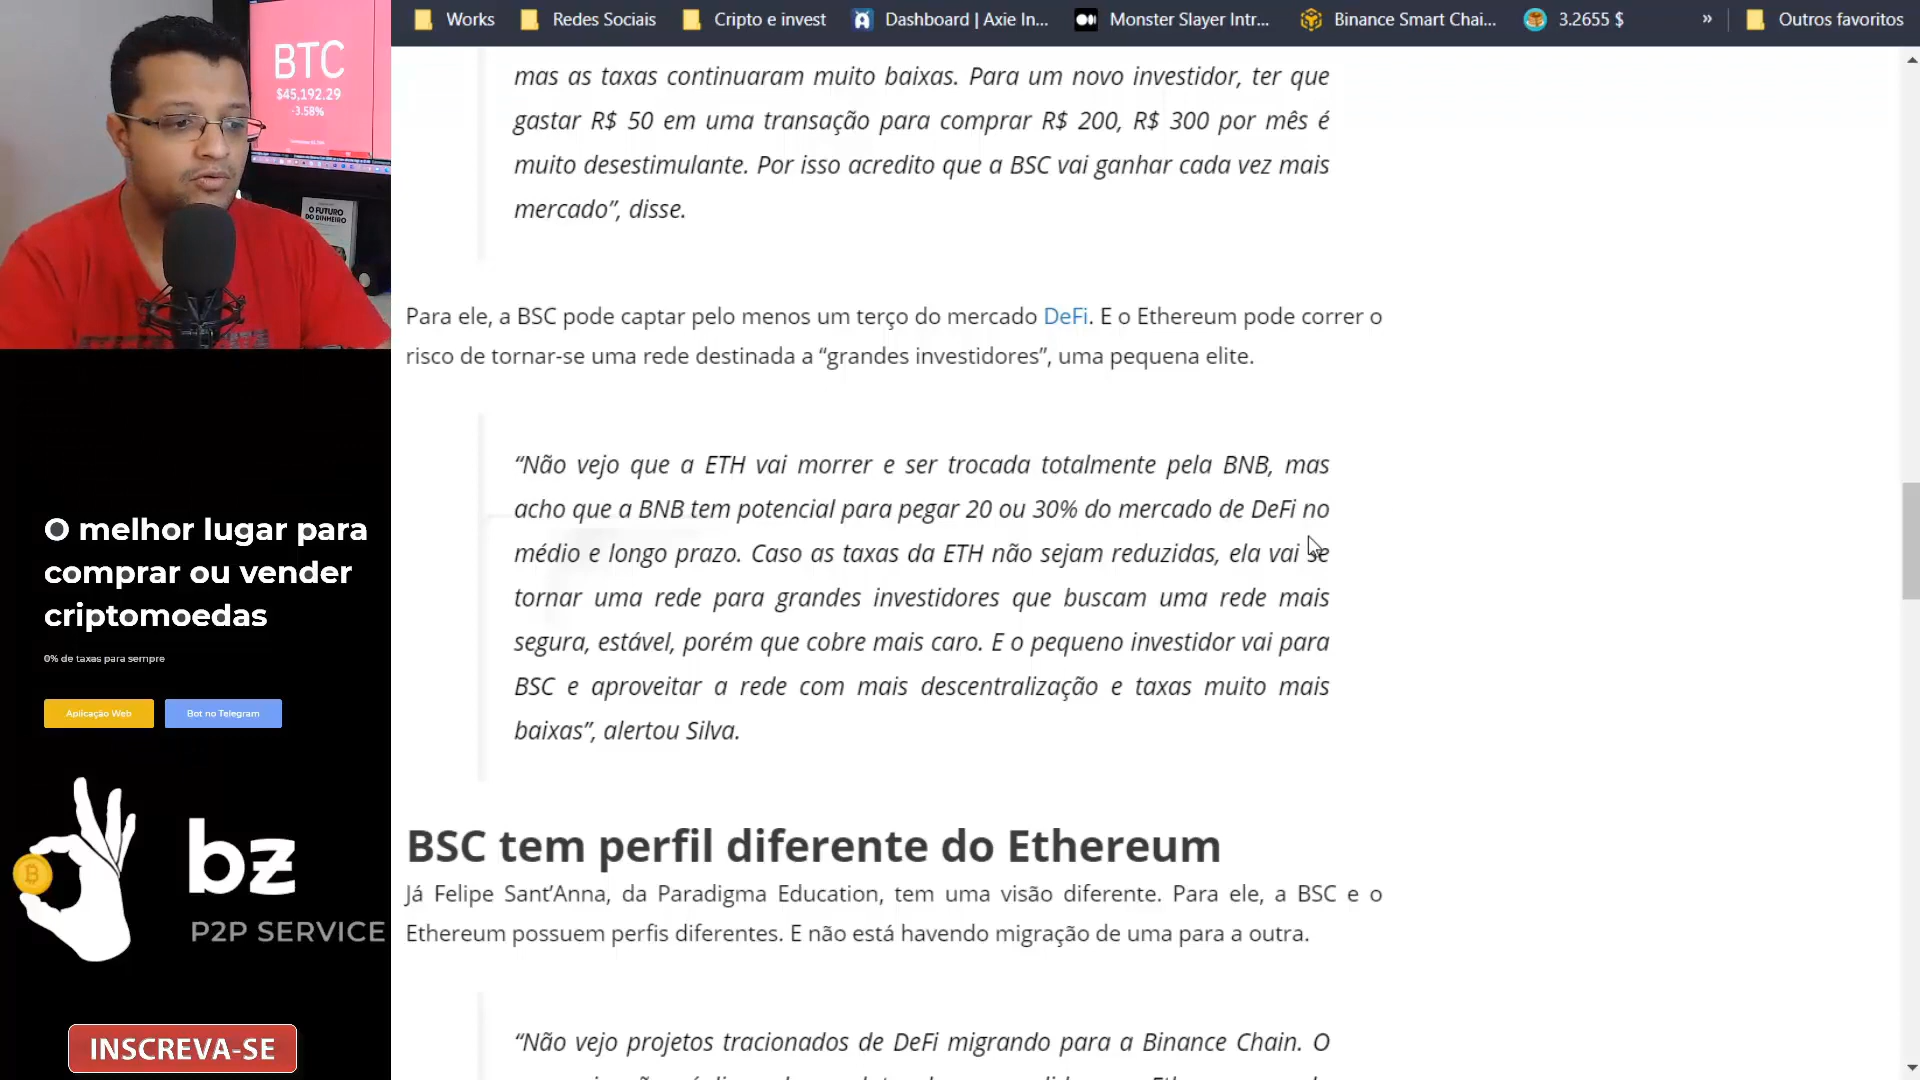 Works
Redes Sociais
Cripto e invest
Dashboard | Axie In...
Monster Slayer Intr...
Binance Smart Chai...
3.2655 $
»
Outros favoritos
BTC
$45,192.29
-3.58%
O FUTURO
DO DINHEIRO
mas as taxas continuaram muito baixas. Para um novo investidor, ter que
gastar R$ 50 em uma transação para comprar R$ 200, R$ 300 por mês é
muito desestimulante. Por isso acredito que a BSC vai ganhar cada vez mais
mercado”, disse.
Para ele, a BSC pode captar pelo menos um terço do mercado DeFi. E o Ethereum pode correr o
risco de tornar-se uma rede destinada a “grandes investidores”, uma pequena elite.
“Não vejo que a ETH vai morrer e ser trocada totalmente pela BNB, mas
acho que a BNB tem potencial para pegar 20 ou 30% do mercado de DeFi no
médio e longo prazo. Caso as taxas da ETH não sejam reduzidas, ela vai se
tornar uma rede para grandes investidores que buscam uma rede mais
segura, estável, porém que cobre mais caro. E o pequeno investidor vai para
BSC e aproveitar a rede com mais descentralização e taxas muito mais
baixas”, alertou Silva.
BSC tem perfil diferente do Ethereum
Já Felipe Sant’Anna, da Paradigma Education, tem uma visão diferente. Para ele, a BSC e o
Ethereum possuem perfis diferentes. E não está havendo migração de uma para a outra.
“Não vejo projetos tracionados de DeFi migrando para a Binance Chain. O
O melhor lugar para
comprar ou vender
criptomoedas
0% de taxas para sempre
Aplicação Web
Bot no Telegram
bz
P2P SERVICE
INSCREVA-SE